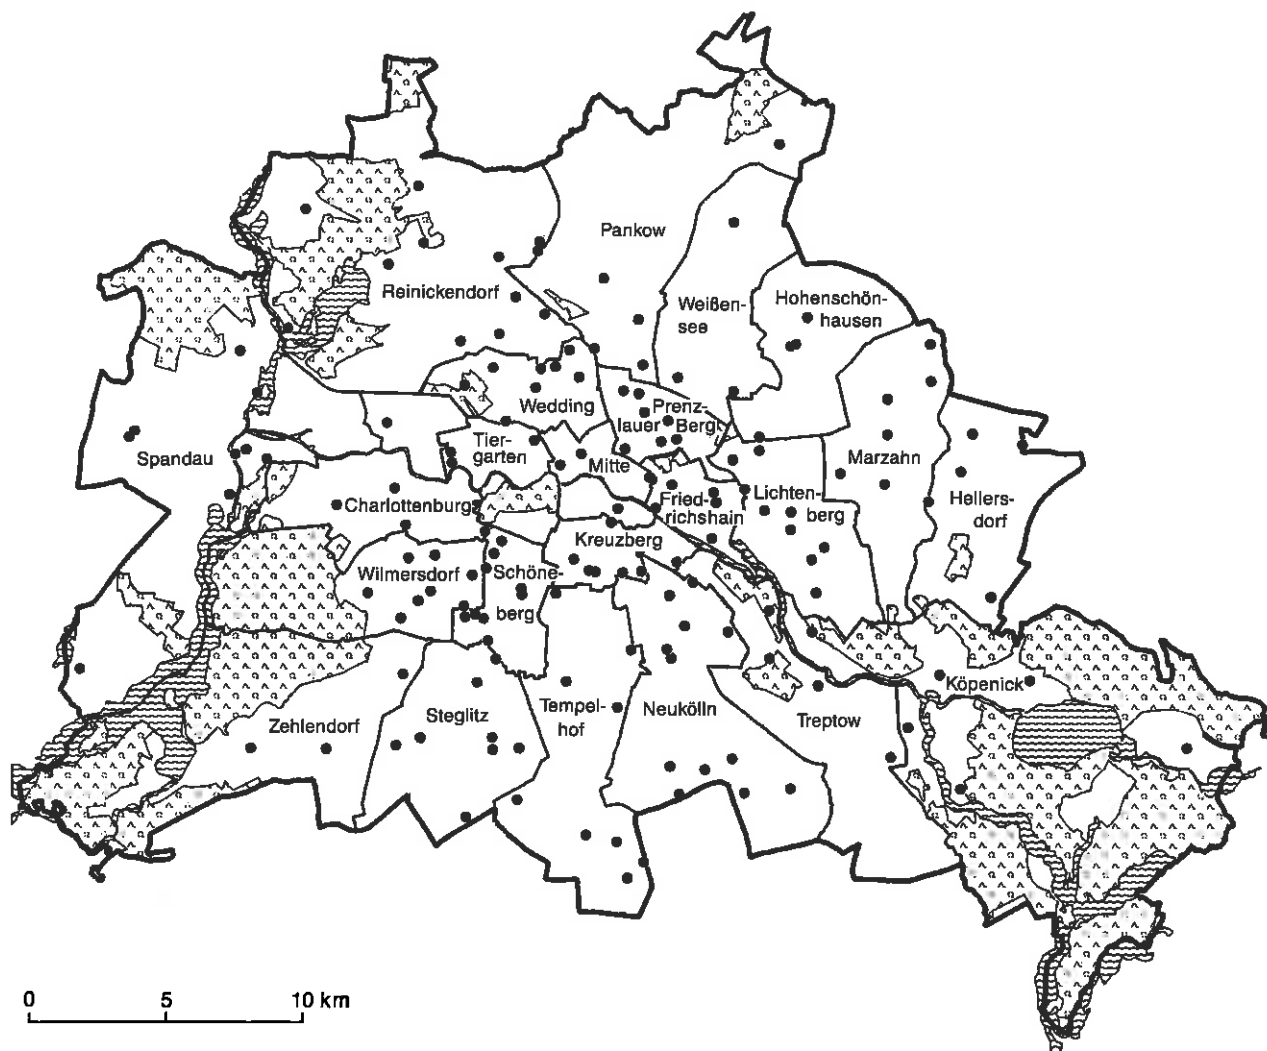 Pankow
Reinickendorf
Weißen-
see
Hohenschön-
hausen
Wedding
Prenz-
lauer Berg
Spandau
Tier-
garten
Mitte
Marzahn
Charlottenburg
Fried-
richshain
Lichten-
berg
Hellers-
dorf
Kreuzberg
Wilmersdorf
Schöne-
berg
Köpenick
Zehlendorf
Steglitz
Tempel-
hof
Neukölln
Treptow
0 5 10 km